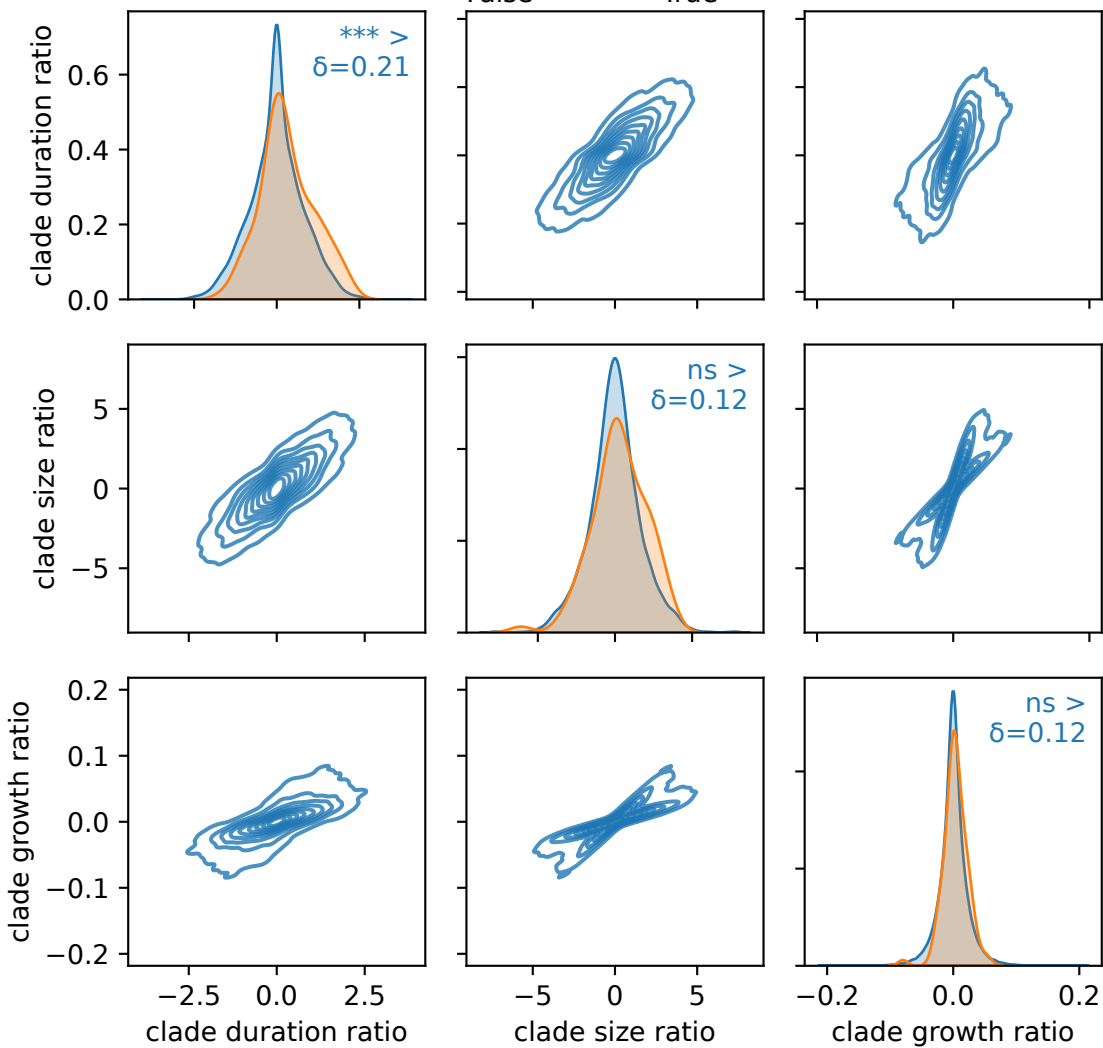 False True
clade duration ratio
0.6
0.4
0.2
0.0
*** >
δ=0.21
clade size ratio
5
0
−5
ns >
δ=0.12
clade growth ratio
0.2
0.1
0.0
−0.1
−0.2
ns >
δ=0.12
−2.5 0.0 2.5
−5 0 5
−0.2 0.0 0.2
clade duration ratio
clade size ratio
clade growth ratio